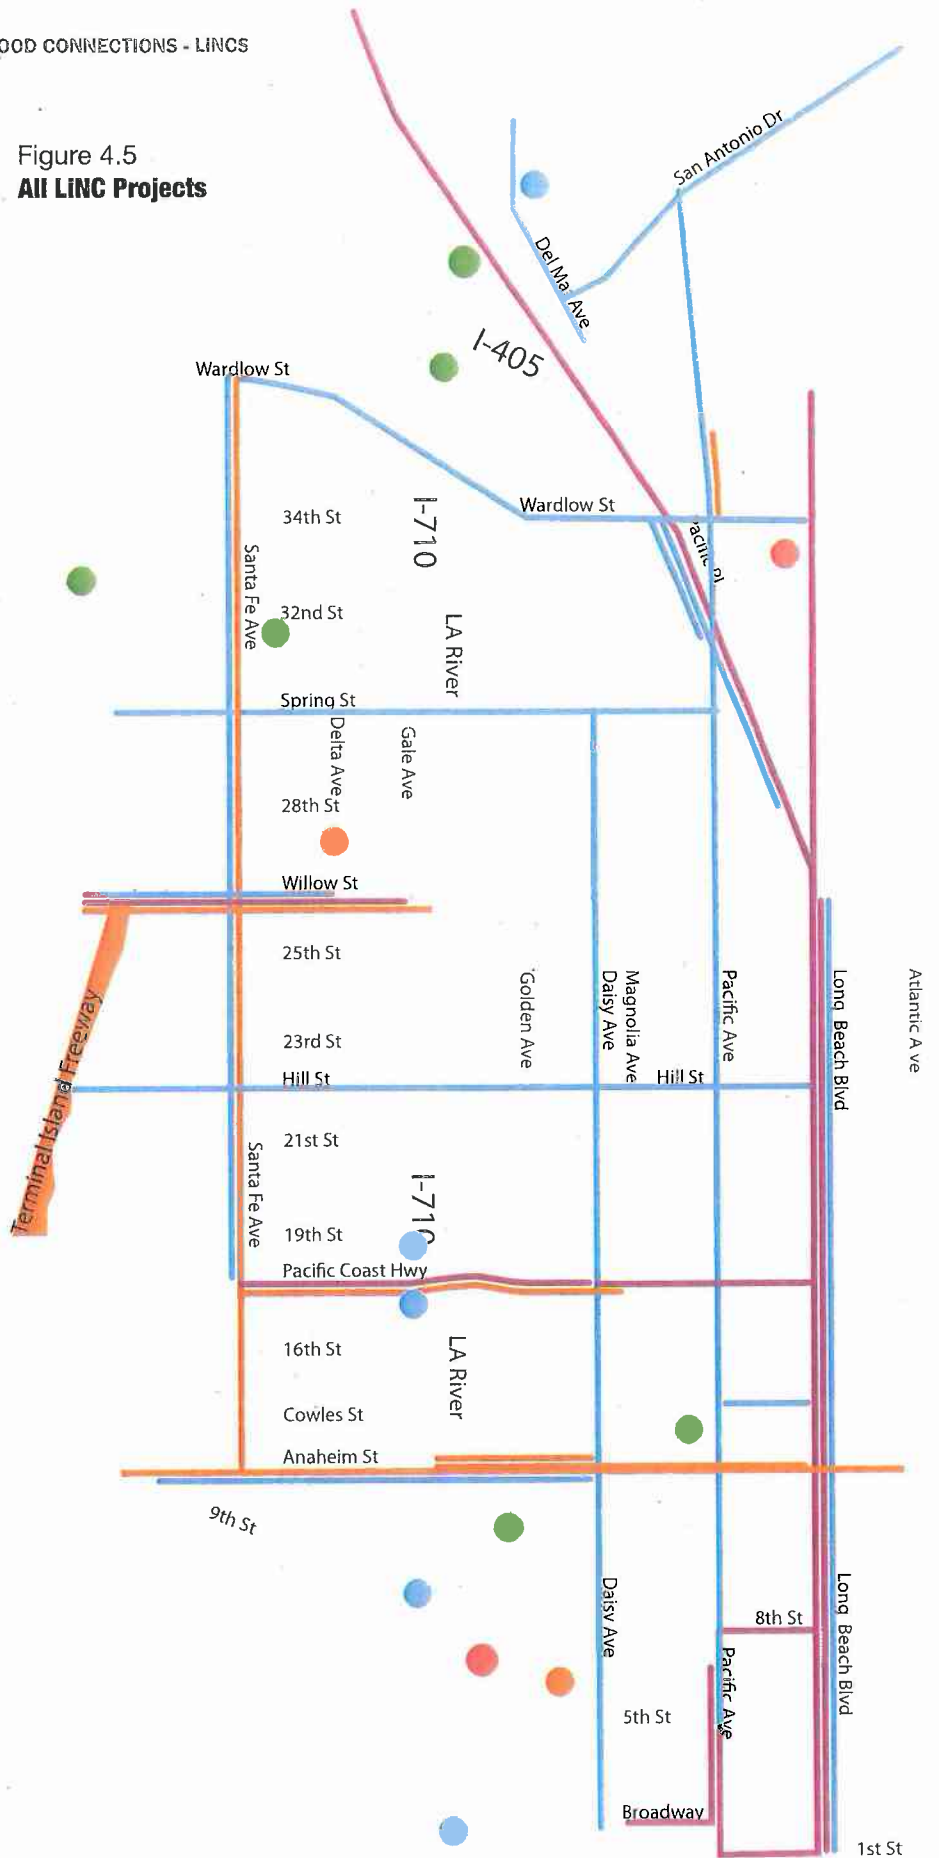 OOD CONNECTIONS - LINCS
Figure 4.5
All LiNC Projects
San Antonio Dr
Del Mar Ave
I-405
Wardlow St
Wardlow St
34th St
I-710
Santa Fe Ave
32nd St
LA River
Spring St
Delta Ave
Gale Ave
28th St
Willow St
25th St
Golden Ave
Daisy Ave
Magnolia Ave
Pacific Ave
Long Beach Blvd
Atlantic Ave
Terminal Island Freeway
23rd St
Hill St
Hill St
21st St
Santa Fe Ave
I-710
19th St
Pacific Coast Hwy
16th St
LA River
Cowles St
Anaheim St
9th St
Daisy Ave
8th St
Long Beach Blvd
Pacific Ave
5th St
Broadway
1st St